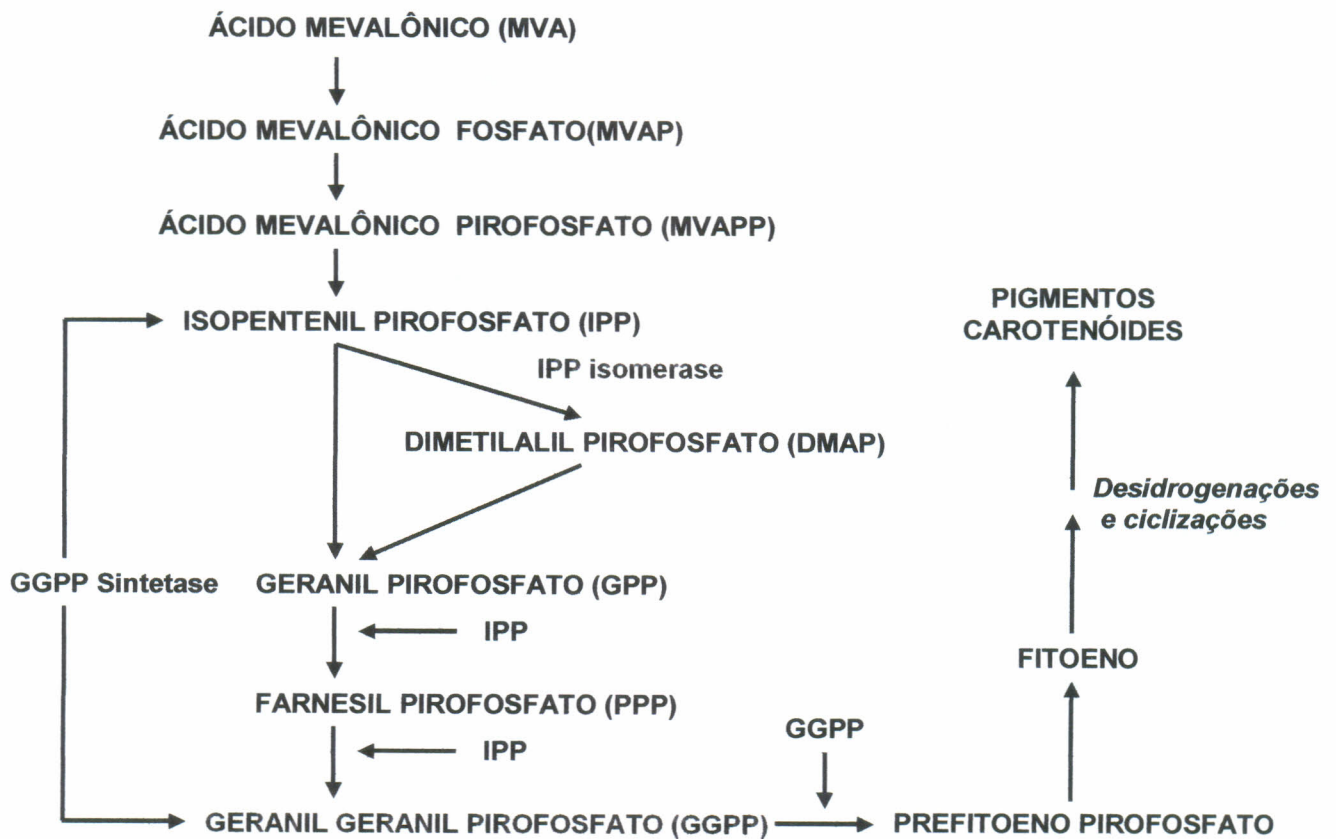 ÁCIDO MEVALÔNICO (MVA)
ÁCIDO MEVALÔNICO FOSFATO(MVAP)
ÁCIDO MEVALÔNICO PIROFOSFATO (MVAPP)
ISOPENTENIL PIROFOSFATO (IPP)
IPP isomerase
DIMETILALIL PIROFOSFATO (DMAP)
GGPP Sintetase
GERANIL PIROFOSFATO (GPP)
IPP
FARNESIL PIROFOSFATO (PPP)
IPP
GERANIL GERANIL PIROFOSFATO (GGPP)
GGPP
PREFITOENO PIROFOSFATO
FITOENO
Desidrogenações
e ciclizações
PIGMENTOS
CAROTENÓIDES